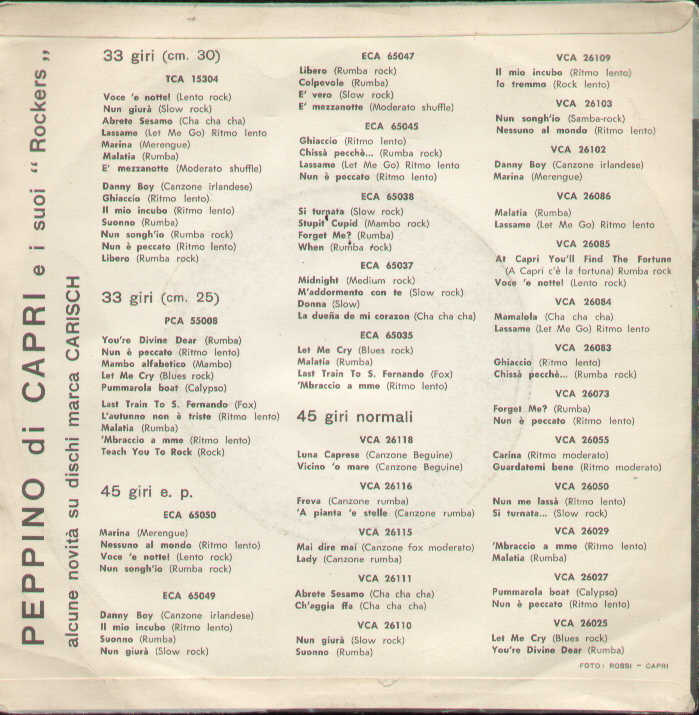 PEPPINO di CAPRI e i suoi “ Rockers „
alcune novità su dischi marca CARISCH
33 giri (cm. 30)
TCA 15304
Voce 'e notte! (Lento rock)
Nun giurà (Slow rock)
Abrete Sesamo (Cha cha cha)
Lassame (Let Me Go) Ritmo lento
Marina (Merengue)
Malatia (Rumba)
E' mezzanotte (Moderato shuffle)
Danny Boy (Canzone irlandese)
Ghiaccio (Ritmo lento)
Il mio incubo (Ritmo lento)
Suonno (Rumba)
Nun songh'io (Rumba rock)
Nun è peccato (Ritmo lento)
Libero (Rumba rock)
33 giri (cm. 25)
PCA 55008
You're Divine Dear (Rumba)
Nun è peccato (Ritmo lento)
Mambo alfabetico (Mambo)
Let Me Cry (Blues rock)
Pummarola boat (Calypso)
Last Train To S. Fernando (Fox)
L'autunno non è triste (Ritmo lento)
Malatia (Rumba)
'Mbraccio a mme (Ritmo lento)
Teach You To Rock (Rock)
45 giri e. p.
ECA 65050
Marina (Merengue)
Nessuno al mondo (Ritmo lento)
Voce 'e notte! (Lento rock)
Nun songh'io (Rumba rock)
ECA 65049
Danny Boy (Canzone irlandese)
Il mio incubo (Ritmo lento)
Suonno (Rumba)
Nun giurà (Slow rock)
ECA 65047
Libero (Rumba rock)
Colpevole (Rumba)
E' vero (Slow rock)
E' mezzanotte (Moderato shuffle)
ECA 65045
Ghiaccio (Ritmo lento)
Chissà pecchè... (Rumba rock)
Lassame (Let Me Go) Ritmo lento
Nun è peccato (Ritmo lento)
ECA 65038
Si turnata (Slow rock)
Stupit Cupid (Mambo rock)
Forget Me? (Rumba)
When (Rumba rock)
ECA 65037
Midnight (Medium rock)
M'addormento con te (Slow rock)
Donna (Slow)
La dueña de mi corazon (Cha cha cha)
ECA 65035
Let Me Cry (Blues rock)
Malatia (Rumba)
Last Train To S. Fernando (Fox)
'Mbraccio a mme (Ritmo lento)
45 giri normali
VCA 26118
Luna Caprese (Canzone Beguine)
Vicino 'o mare (Canzone Beguine)
VCA 26116
Freva (Canzone rumba)
'A pianta 'e stelle (Canzone rumba)
VCA 26115
Mai dire mai (Canzone fox moderato)
Lady (Canzone rumba)
VCA 26111
Abrete Sesamo (Cha cha cha)
Ch'aggia ffa (Cha cha cha)
VCA 26110
Nun giurà (Slow rock)
Suonno (Rumba)
VCA 26109
Il mio incubo (Ritmo lento)
Io tremmo (Rock lento)
VCA 26103
Nun songh'io (Samba-rock)
Nessuno al mondo (Ritmo lento)
VCA 26102
Danny Boy (Canzone irlandese)
Marina (Merengue)
VCA 26086
Malatia (Rumba)
Lassame (Let Me Go) Ritmo lento
VCA 26085
At Capri You'll Find The Fortune
(A Capri c'è la fortuna) Rumba rock
Voce 'e notte! (Lento rock)
VCA 26084
Mamalola (Cha cha cha)
Lassame (Let Me Go) Ritmo lento
VCA 26083
Ghiaccio (Ritmo lento)
Chissà pecchè... (Rumba rock)
VCA 26073
Forget Me? (Rumba)
Nun è peccato (Ritmo lento)
VCA 26055
Carina (Ritmo moderato)
Guardatemi bene (Ritmo moderato)
VCA 26050
Nun me lassà (Ritmo lento)
Si turnata... (Slow rock)
VCA 26029
'Mbraccio a mme (Ritmo lento)
Malatia (Rumba)
VCA 26027
Pummarola boat (Calypso)
Nun è peccato (Ritmo lento)
VCA 26025
Let Me Cry (Blues rock)
You're Divine Dear (Rumba)
FOTO: ROSSI - CAPRI